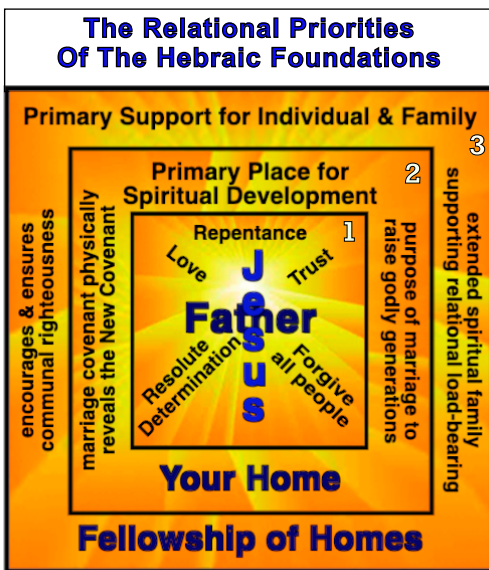 The Relational Priorities
Of The Hebraic Foundations
Primary Support for Individual & Family
3
encourages & ensures
communal righteousness
extended spiritual family
supporting relational load-bearing
Primary Place for
Spiritual Development
2
marriage covenant physically
reveals the New Covenant
purpose of marriage to
raise godly generations
Repentance
1
Love
Trust
Jesus
Father
Resolute
Determination
Forgive
all people
Your Home
Fellowship of Homes